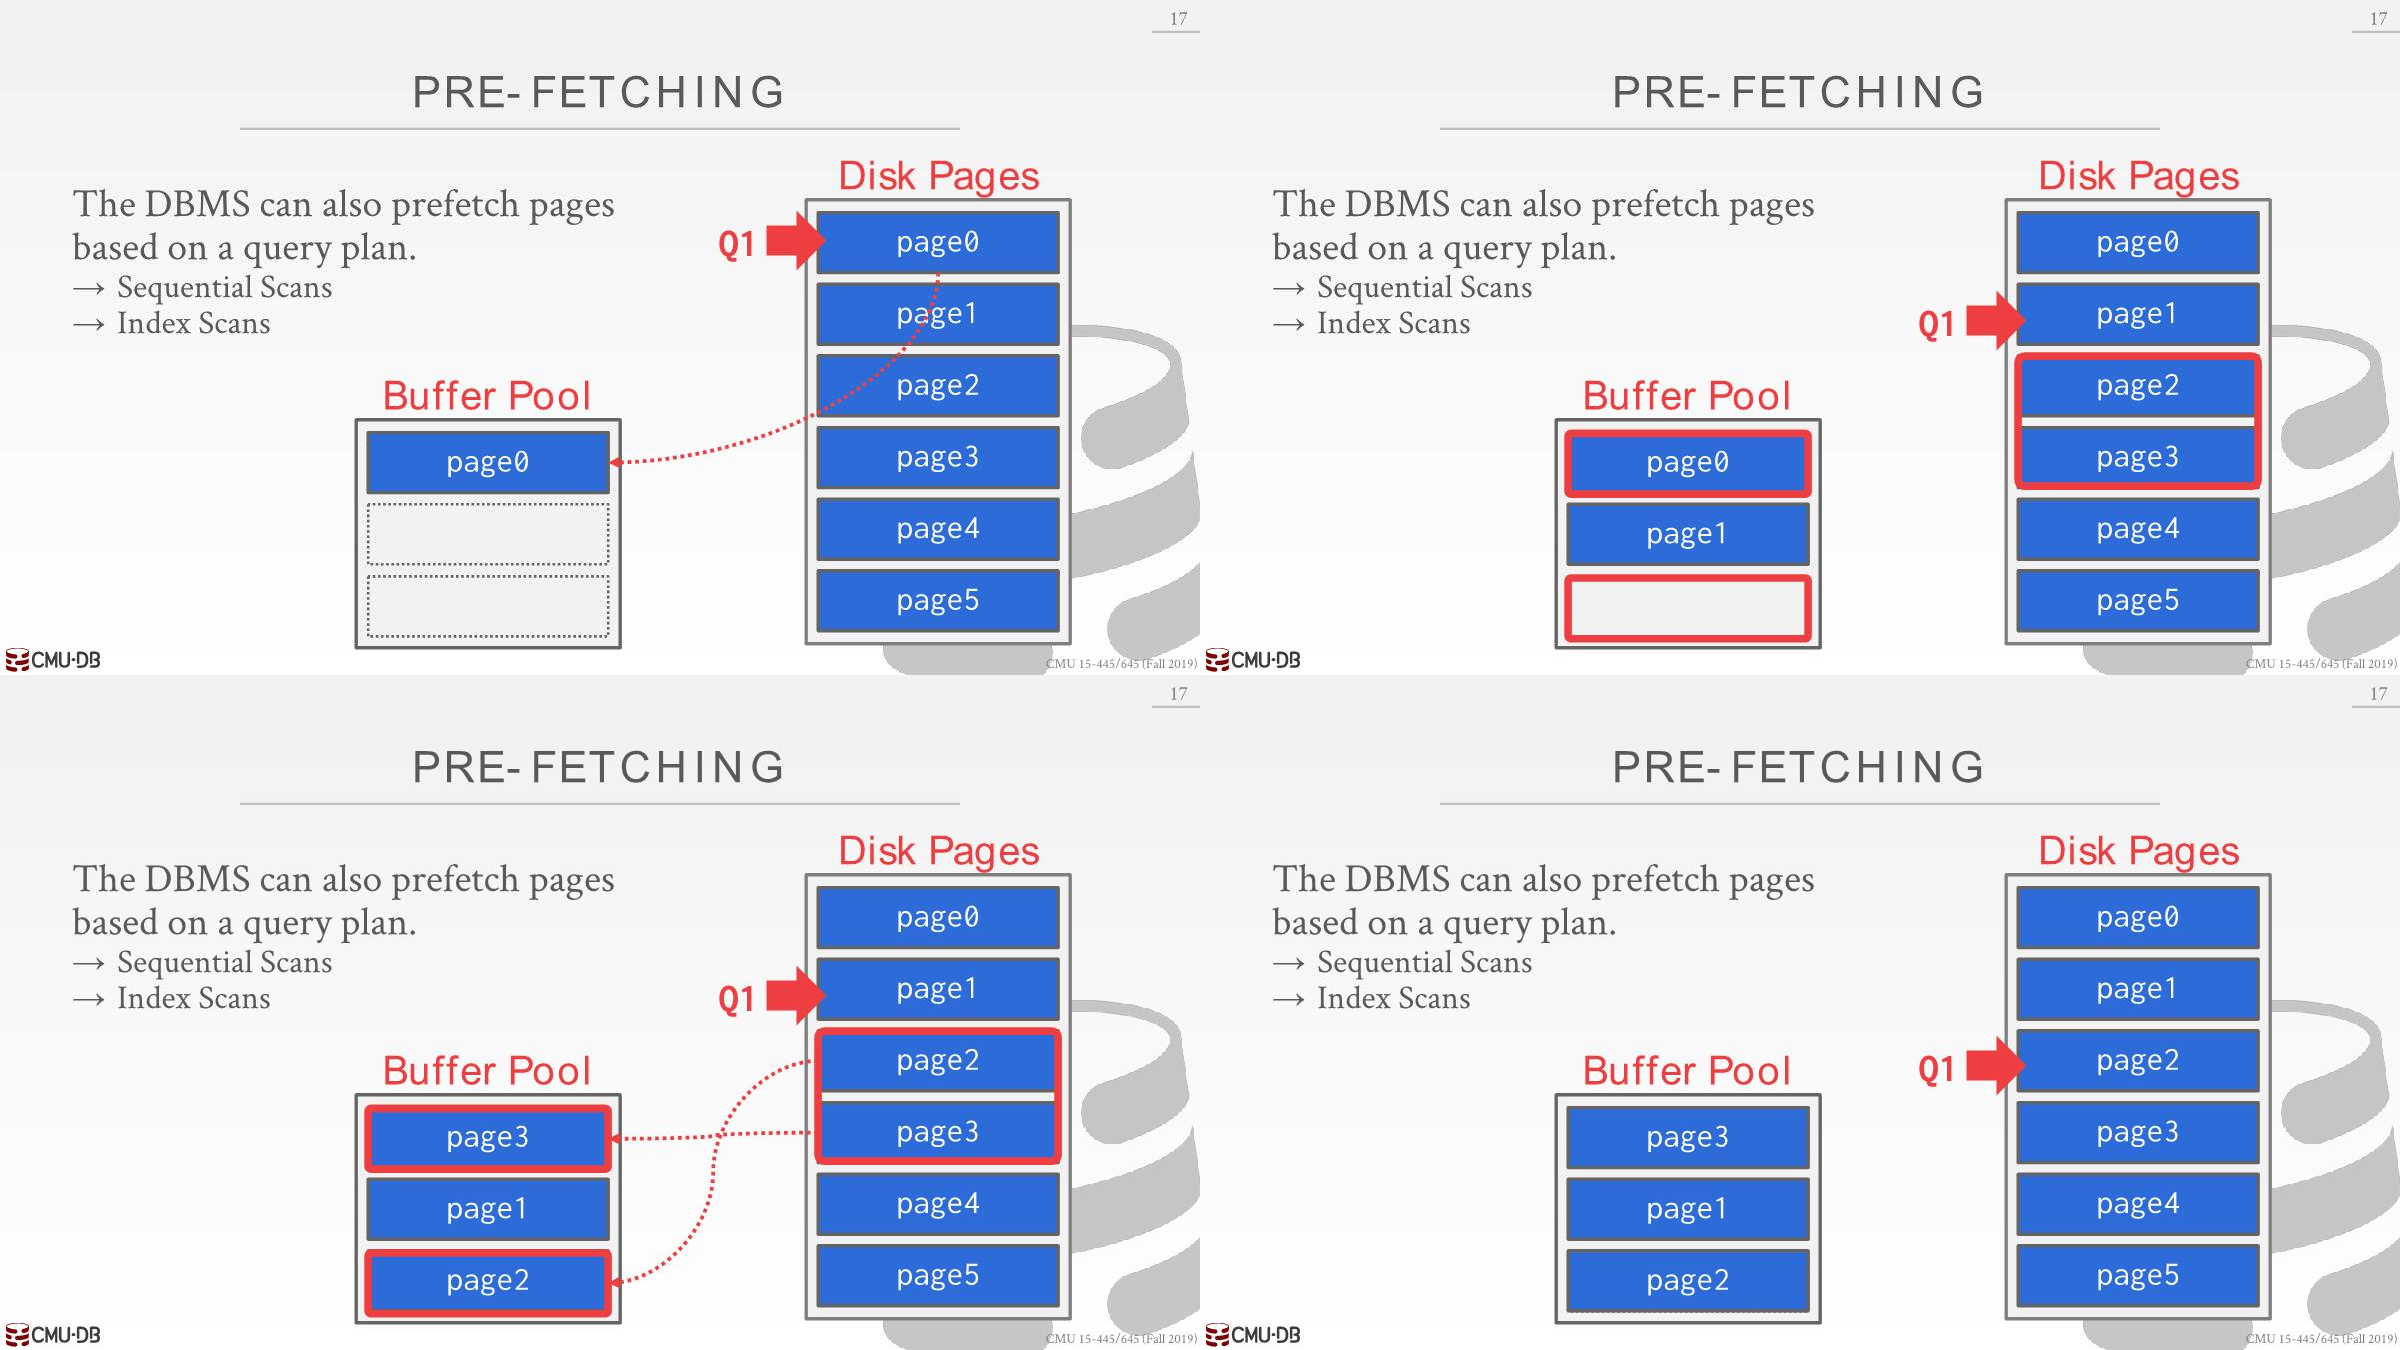 17
PRE-FETCHING
The DBMS can also prefetch pages
based on a query plan.
→ Sequential Scans
→ Index Scans
Buffer Pool
page0
Disk Pages
Q1
page0
page1
page2
page3
page4
page5
CMU·DB
CMU 15-445/645 (Fall 2019)
17
PRE-FETCHING
The DBMS can also prefetch pages
based on a query plan.
→ Sequential Scans
→ Index Scans
Buffer Pool
page0
page1
Disk Pages
page0
Q1
page1
page2
page3
page4
page5
CMU·DB
CMU 15-445/645 (Fall 2019)
17
PRE-FETCHING
The DBMS can also prefetch pages
based on a query plan.
→ Sequential Scans
→ Index Scans
Buffer Pool
page3
page1
page2
Disk Pages
page0
Q1
page1
page2
page3
page4
page5
CMU·DB
CMU 15-445/645 (Fall 2019)
17
PRE-FETCHING
The DBMS can also prefetch pages
based on a query plan.
→ Sequential Scans
→ Index Scans
Buffer Pool
page3
page1
page2
Disk Pages
page0
page1
Q1
page2
page3
page4
page5
CMU·DB
CMU 15-445/645 (Fall 2019)